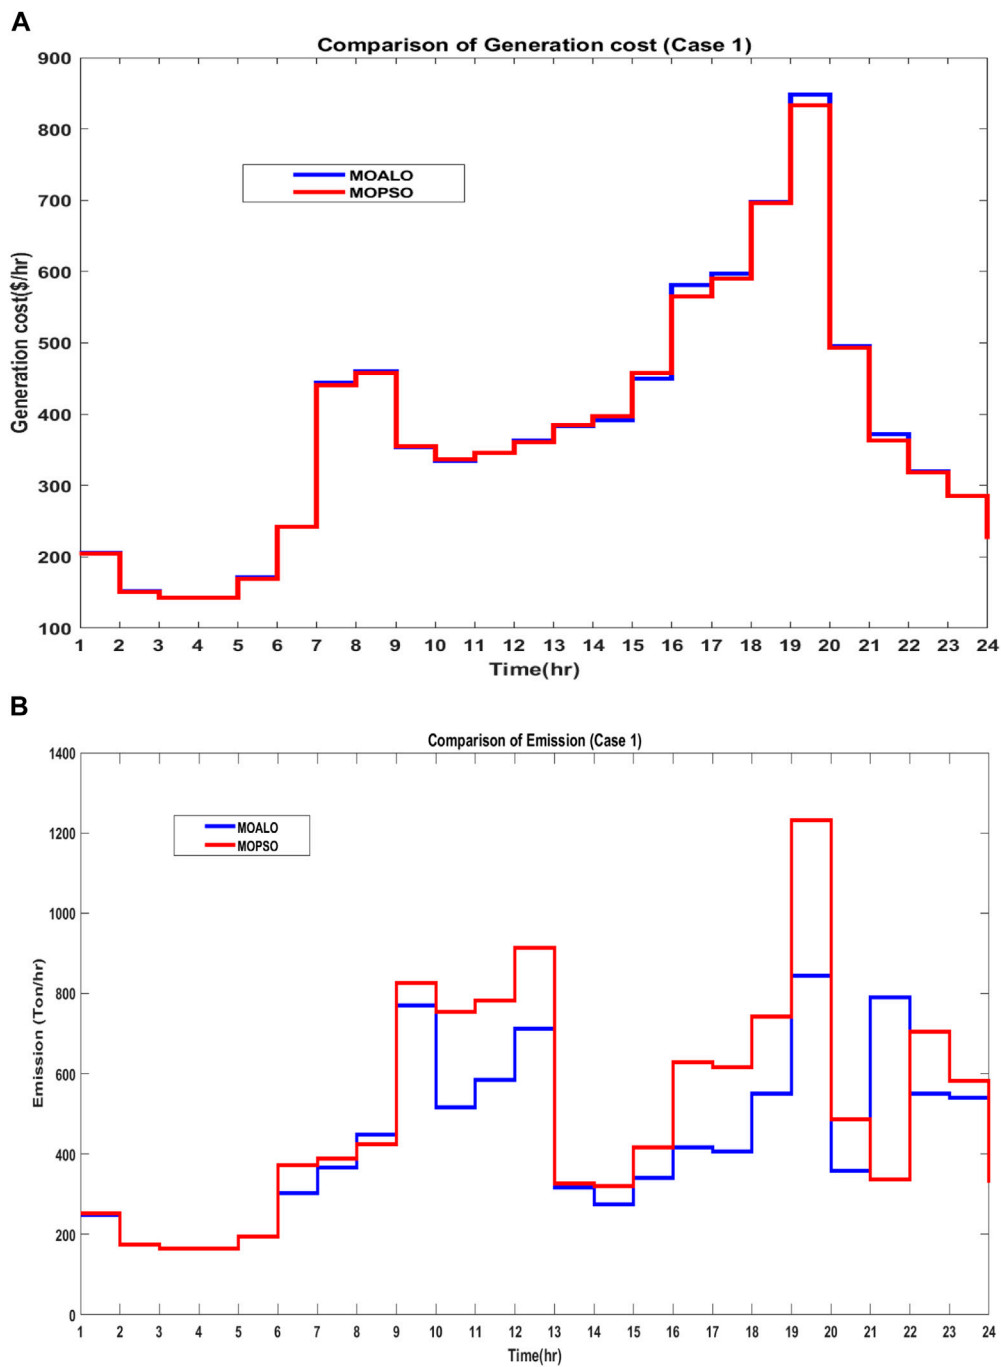 A
Comparison of Generation cost (Case 1)
900
800
700
600
500
400
300
200
100
Generation cost($/hr)
MOALO
MOPSO
1 2 3 4 5 6 7 8 9 10 11 12 13 14 15 16 17 18 19 20 21 22 23 24
Time(hr)
B
Comparison of Emission (Case 1)
1400
1200
1000
800
600
400
200
0
Emission (Ton/hr)
MOALO
MOPSO
1 2 3 4 5 6 7 8 9 10 11 12 13 14 15 16 17 18 19 20 21 22 23 24
Time(hr)